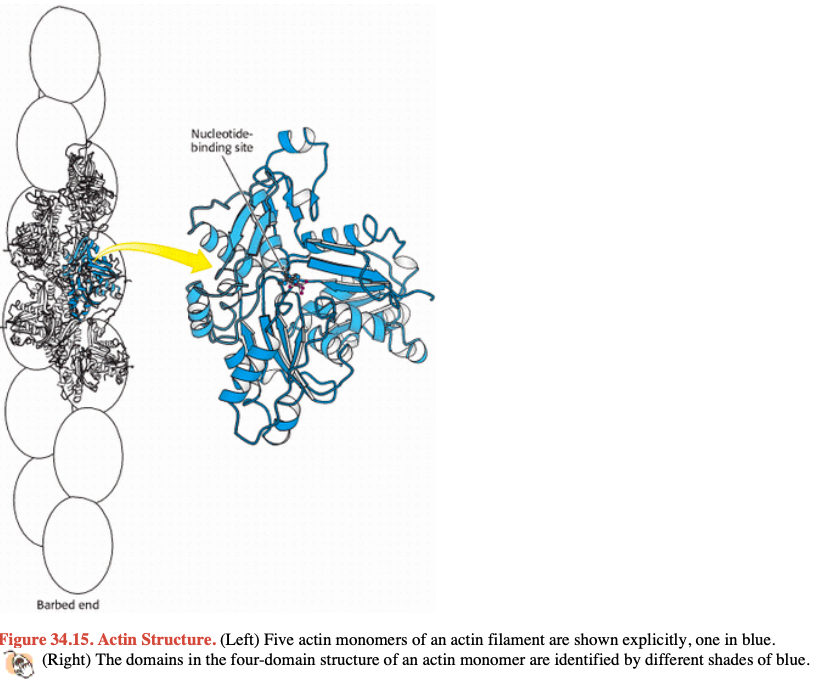 Nucleotide-
binding site
Barbed end
Figure 34.15. Actin Structure. (Left) Five actin monomers of an actin filament are shown explicitly, one in blue.
(Right) The domains in the four-domain structure of an actin monomer are identified by different shades of blue.